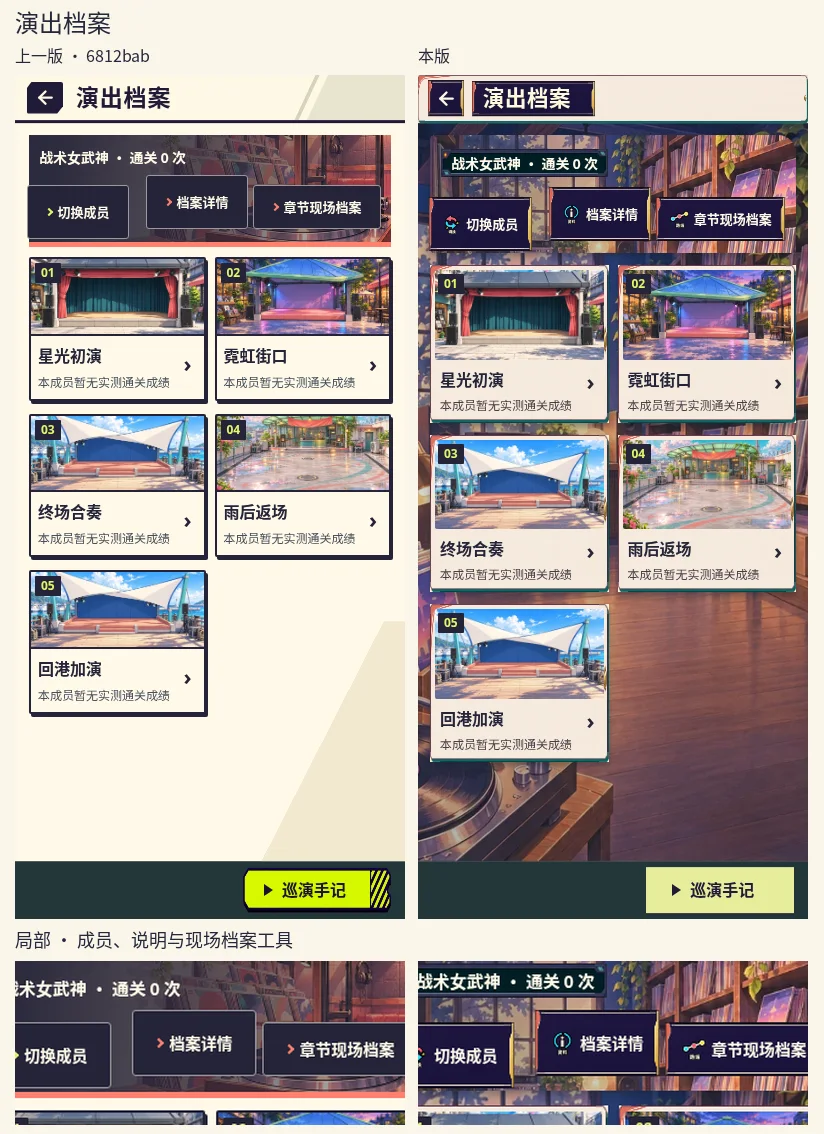 演出档案
上一版 · 6812bab
本版
演出档案
战术女武神 · 通关 0 次
切换成员
档案详情
章节现场档案
01
02
星光初演
本成员暂无实测通关成绩
霓虹街口
本成员暂无实测通关成绩
03
04
终场合奏
本成员暂无实测通关成绩
雨后返场
本成员暂无实测通关成绩
05
回港加演
本成员暂无实测通关成绩
巡演手记
演出档案
战术女武神 · 通关 0 次
切换成员
档案详情
章节现场档案
01
02
星光初演
本成员暂无实测通关成绩
霓虹街口
本成员暂无实测通关成绩
03
04
终场合奏
本成员暂无实测通关成绩
雨后返场
本成员暂无实测通关成绩
05
回港加演
本成员暂无实测通关成绩
巡演手记
局部 · 成员、说明与现场档案工具
术女武神 · 通关 0 次
切换成员
档案详情
章节现场档案
战术女武神 · 通关 0 次
切换成员
档案详情
章节现场档案